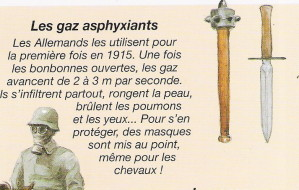 Les gaz asphyxiants
Les Allemands les utilisent pour
la première fois en 1915. Une fois
les bonbonnes ouvertes, les gaz
avancent de 2 à 3 m par seconde.
Ils s'infiltrent partout, rongent la peau,
brûlent les poumons
et les yeux... Pour s'en
protéger, des masques
sont mis au point,
même pour les
chevaux !